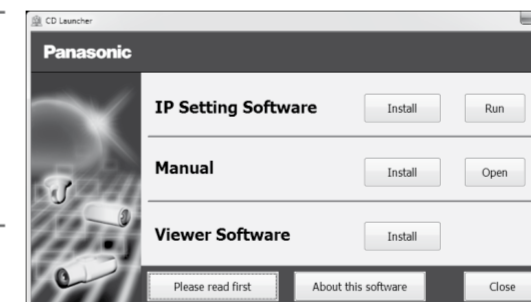 CD Launcher
Panasonic
IP Setting Software Install Run
Manual Install Open
Viewer Software Install
Please read first About this software Close